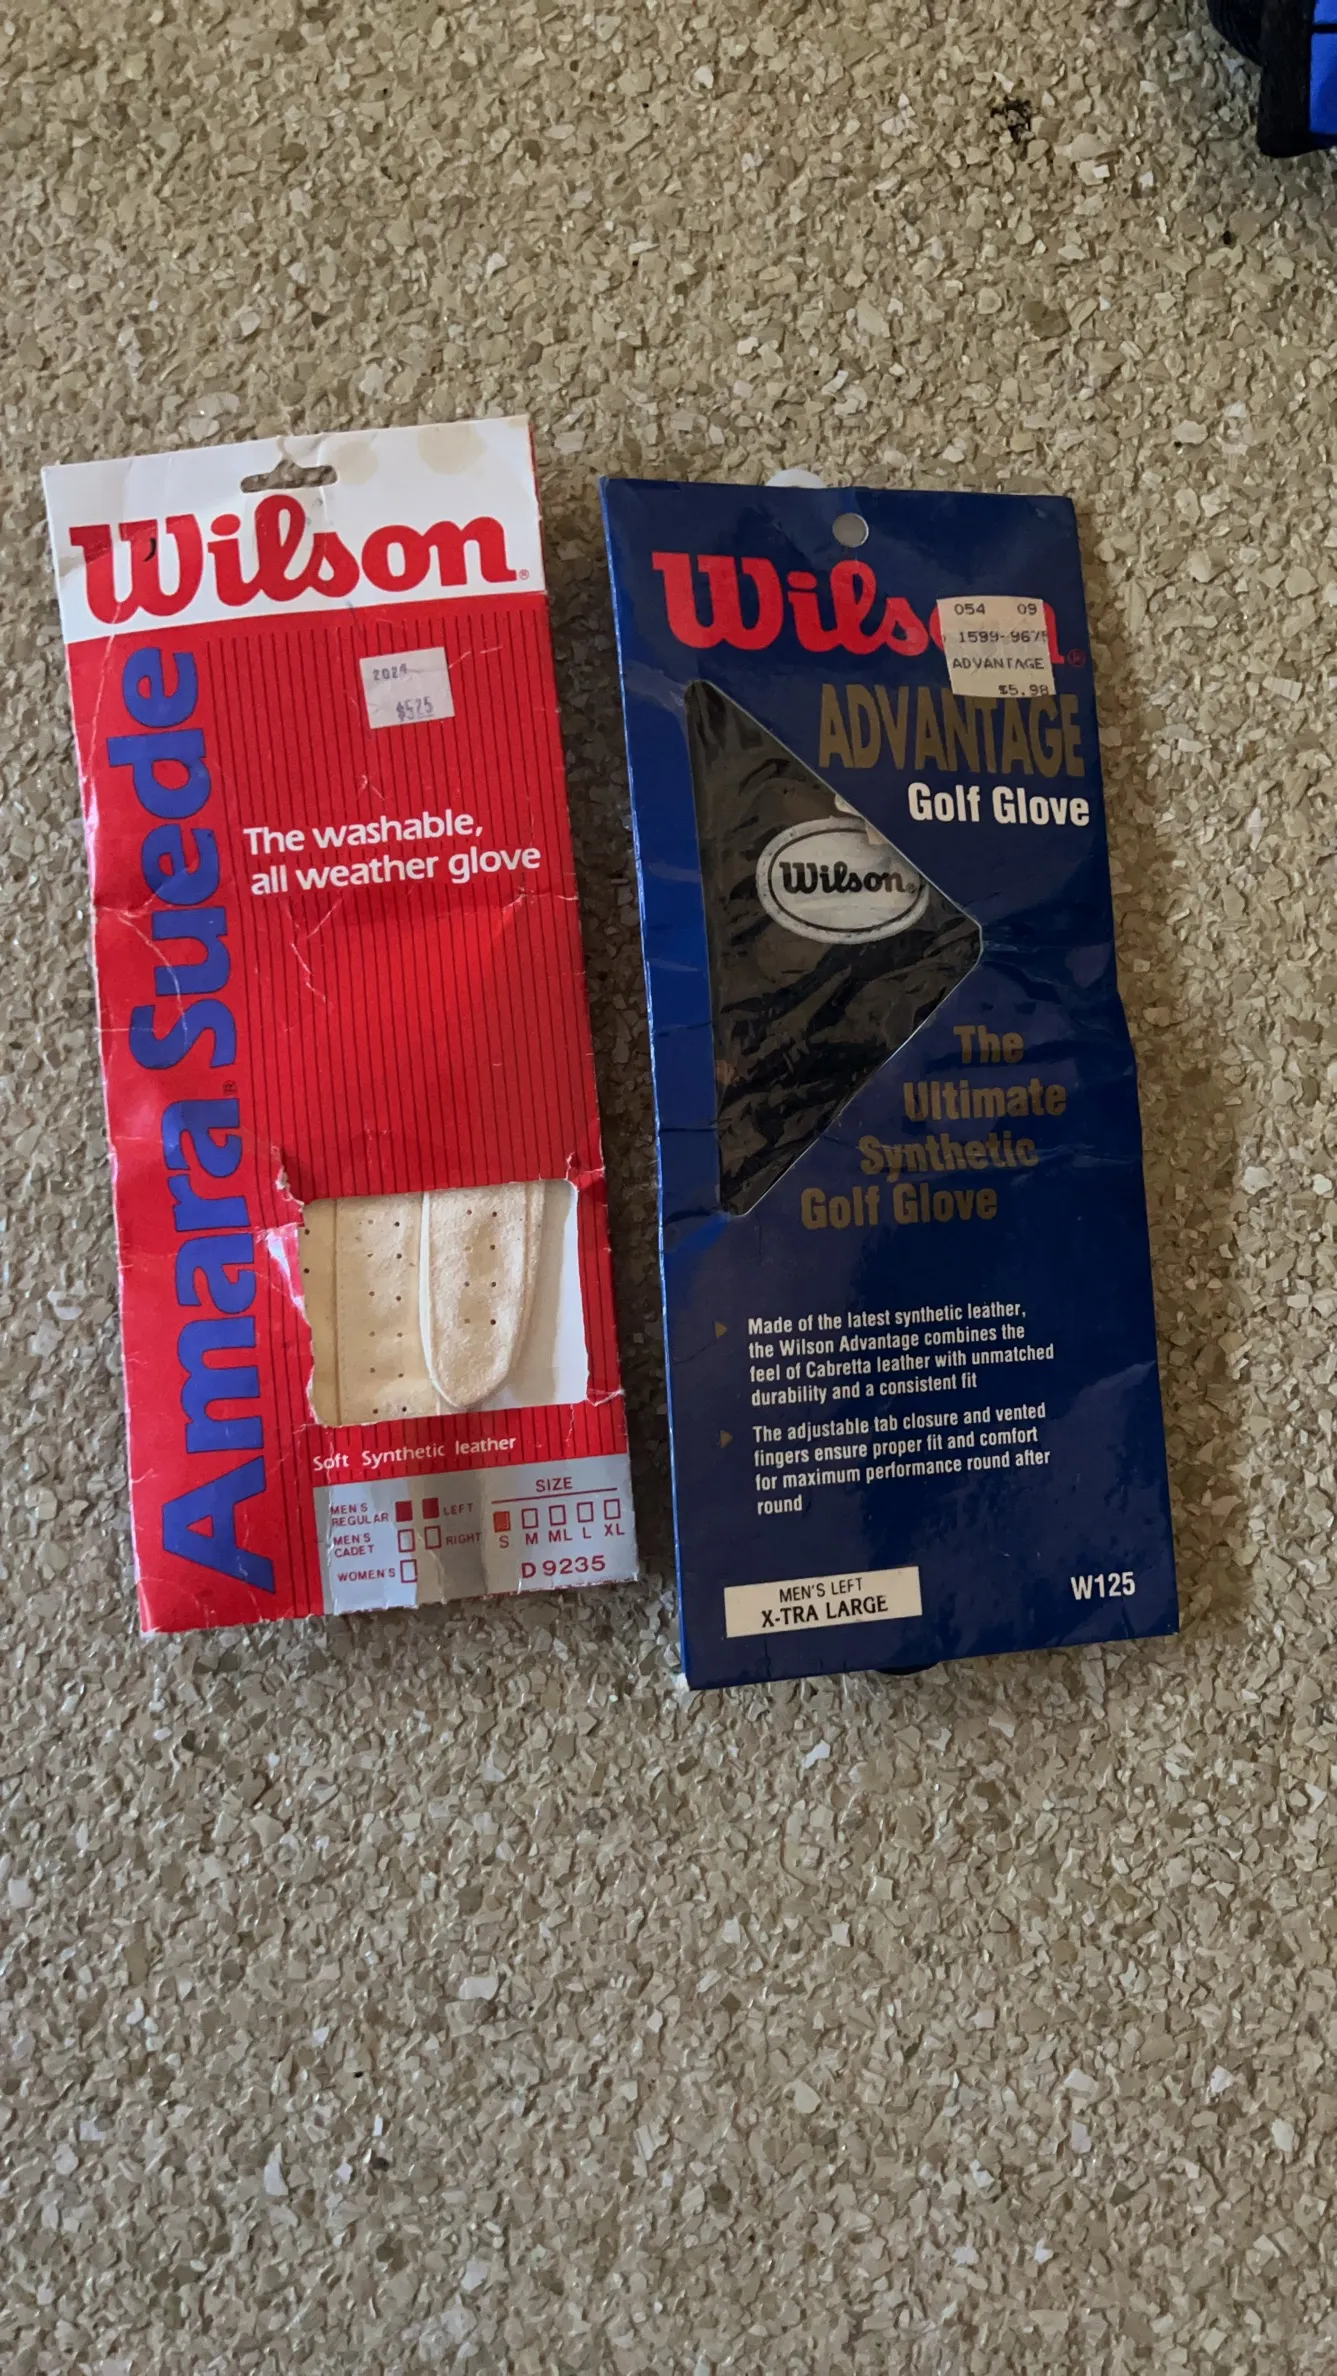 Wilson®
2024
$5.75
Amara® Suede
The washable,
all weather glove
Soft Synthetic leather
MEN'S
REGULAR
LEFT
MEN'S
CADET
RIGHT
WOMEN'S
SIZE
S M ML L XL
D 9235
Wilson®
054 09
ADVANTAGE
$5.98
ADVANTAGE
Golf Glove
Wilson®
The
Ultimate
Synthetic
Golf Glove
Made of the latest synthetic leather,
the Wilson Advantage combines the
feel of Cabretta leather with unmatched
durability and a consistent fit
The adjustable tab closure and vented
fingers ensure proper fit and comfort
for maximum performance round after
round
MEN'S LEFT
X-TRA LARGE
W125